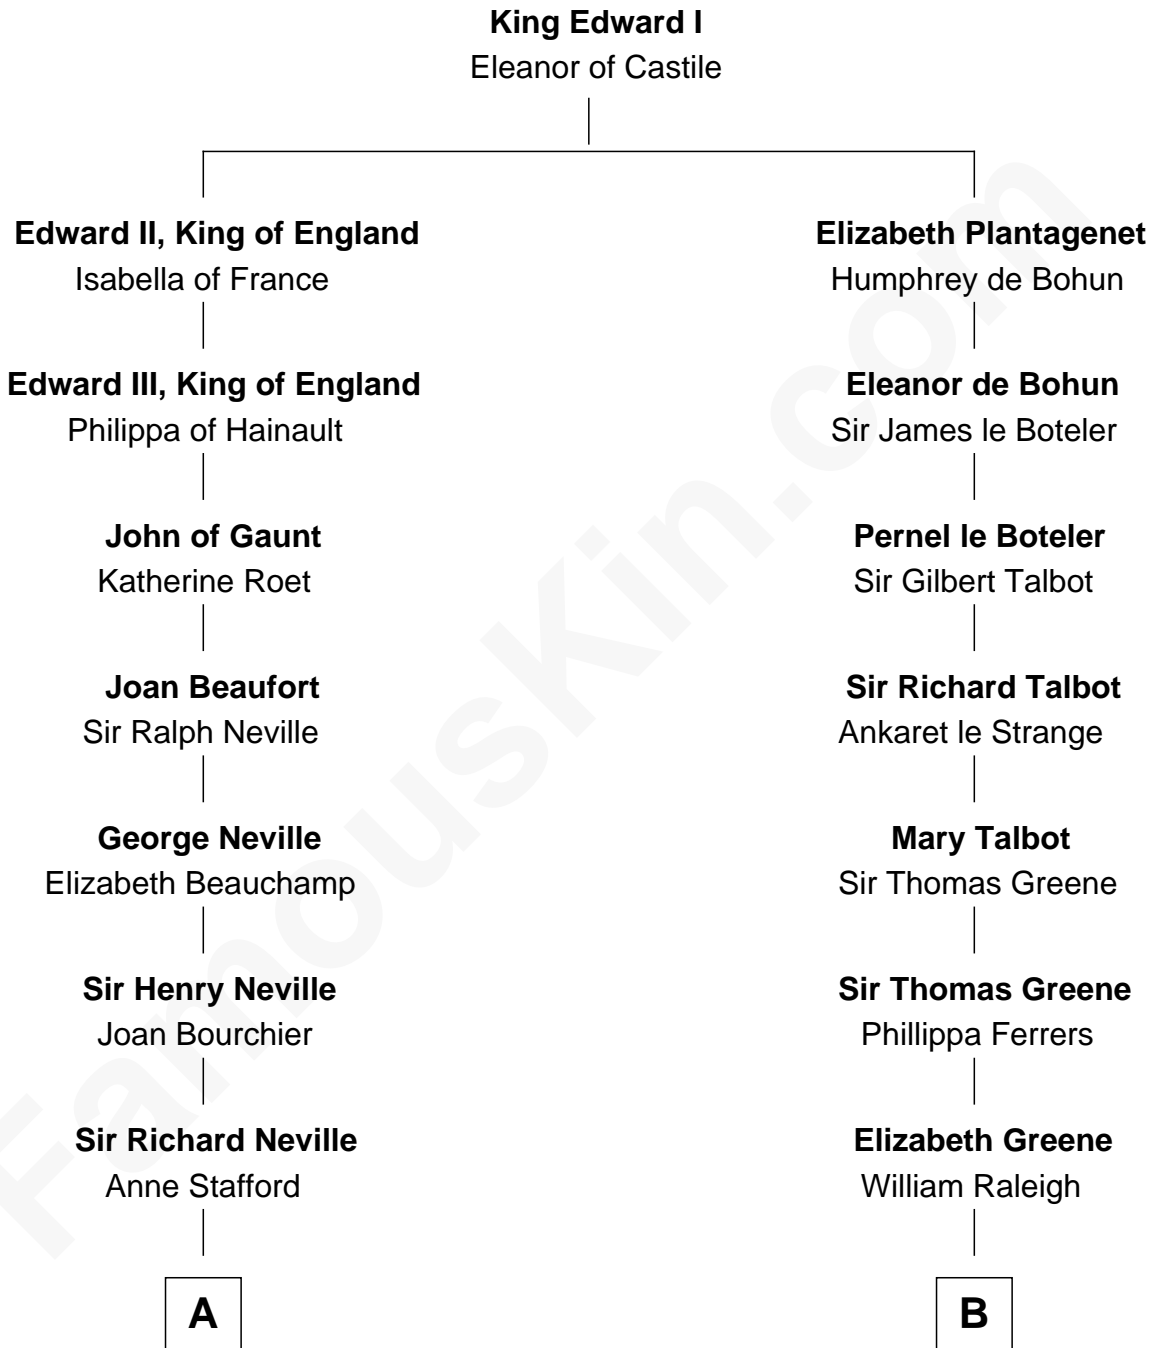 King Edward I
Eleanor of Castile
Edward II, King of England
Isabella of France
Elizabeth Plantagenet
Humphrey de Bohun
Edward III, King of England
Philippa of Hainault
Eleanor de Bohun
Sir James le Boteler
John of Gaunt
Katherine Roet
Pernel le Boteler
Sir Gilbert Talbot
Joan Beaufort
Sir Ralph Neville
Sir Richard Talbot
Ankaret le Strange
George Neville
Elizabeth Beauchamp
Mary Talbot
Sir Thomas Greene
Sir Henry Neville
Joan Bourchier
Sir Thomas Greene
Phillippa Ferrers
Sir Richard Neville
Anne Stafford
Elizabeth Greene
William Raleigh
A
B
FamousKin.com